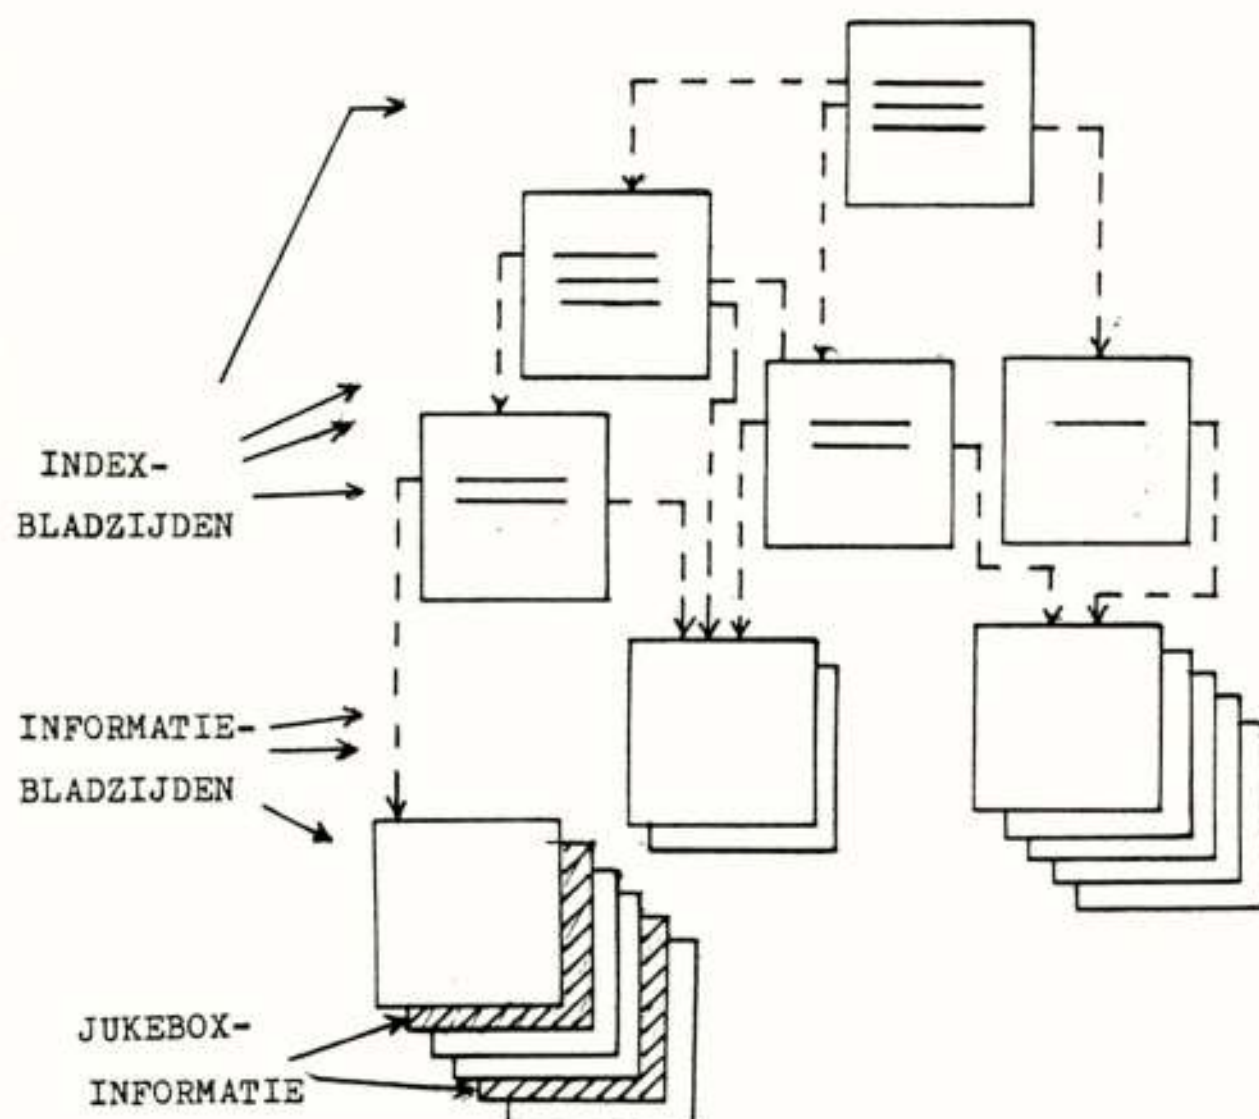 INDEX-
BLADZIJDEN
INFORMATIE-
BLADZIJDEN
JUKEBOX-
INFORMATIE